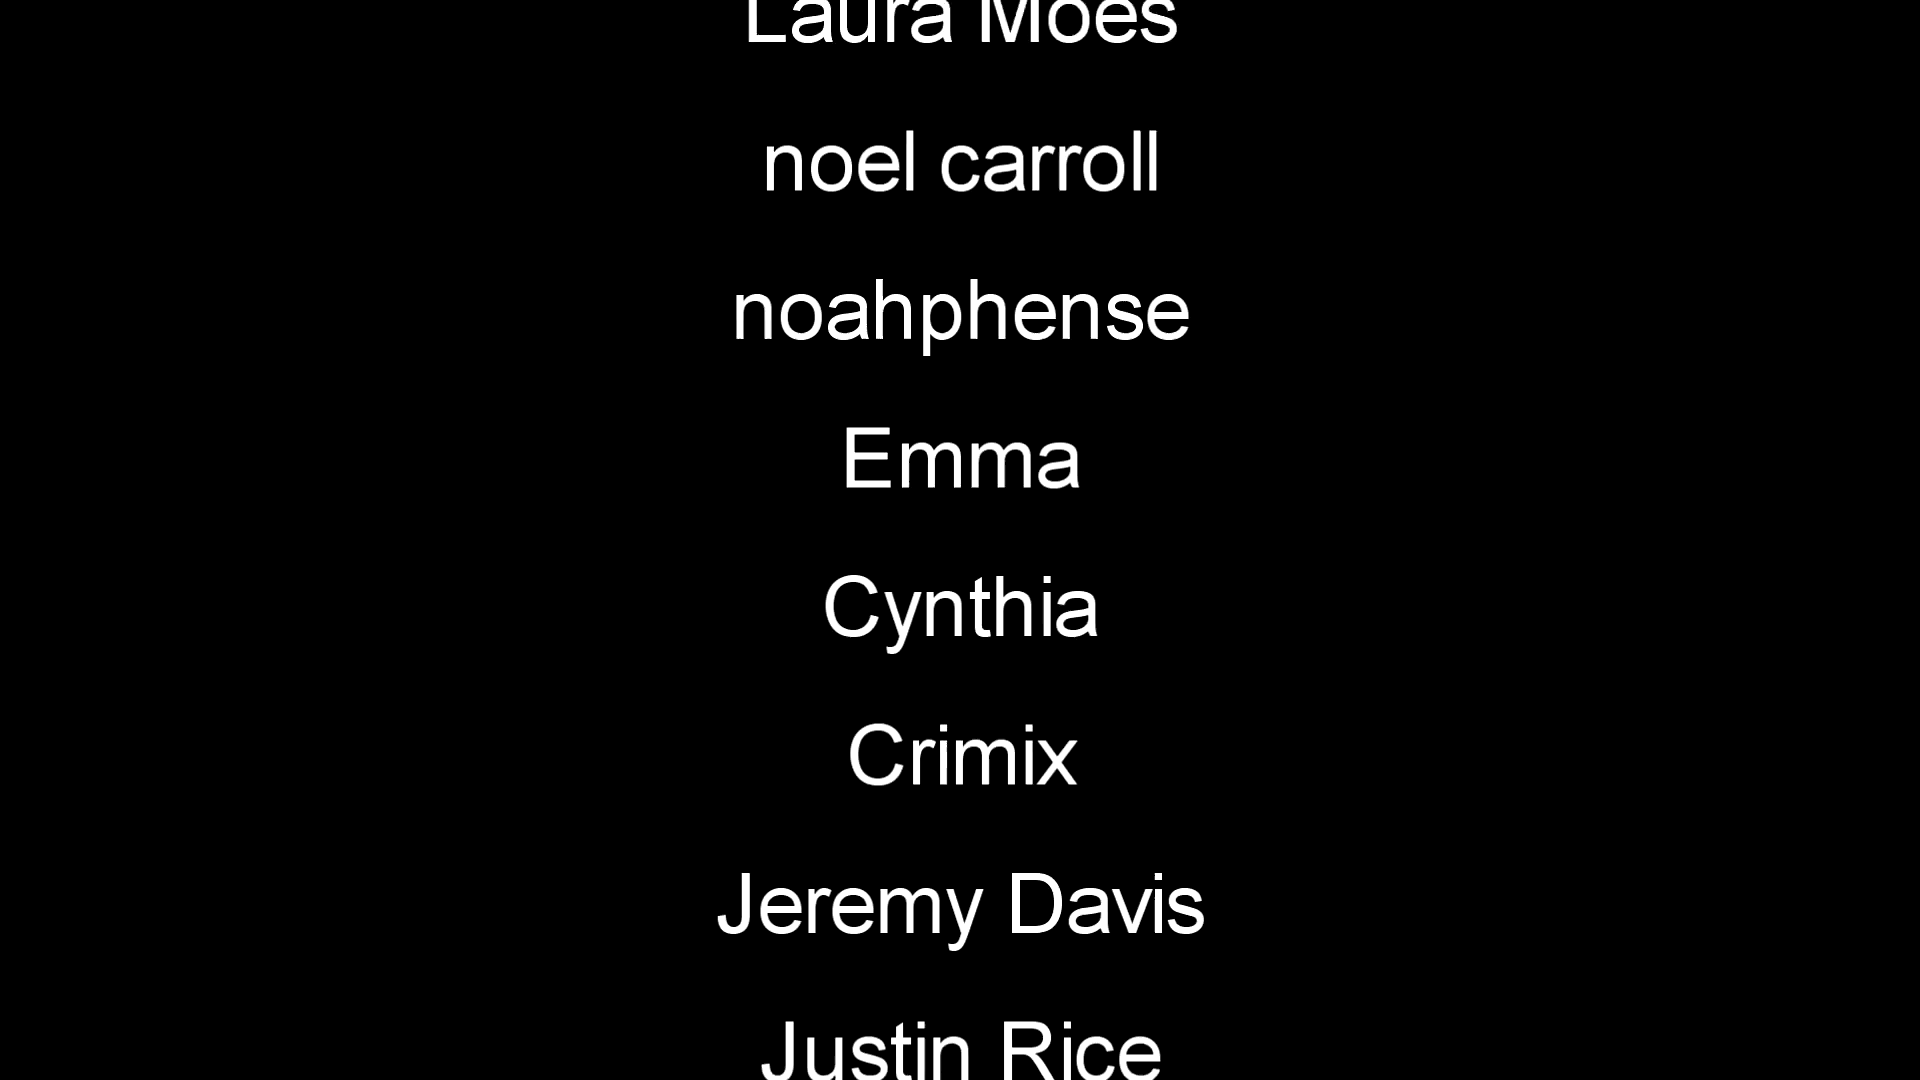 Laura Moes
noel carroll
noahphense
Emma
Cynthia
Crimix
Jeremy Davis
Justin Rice